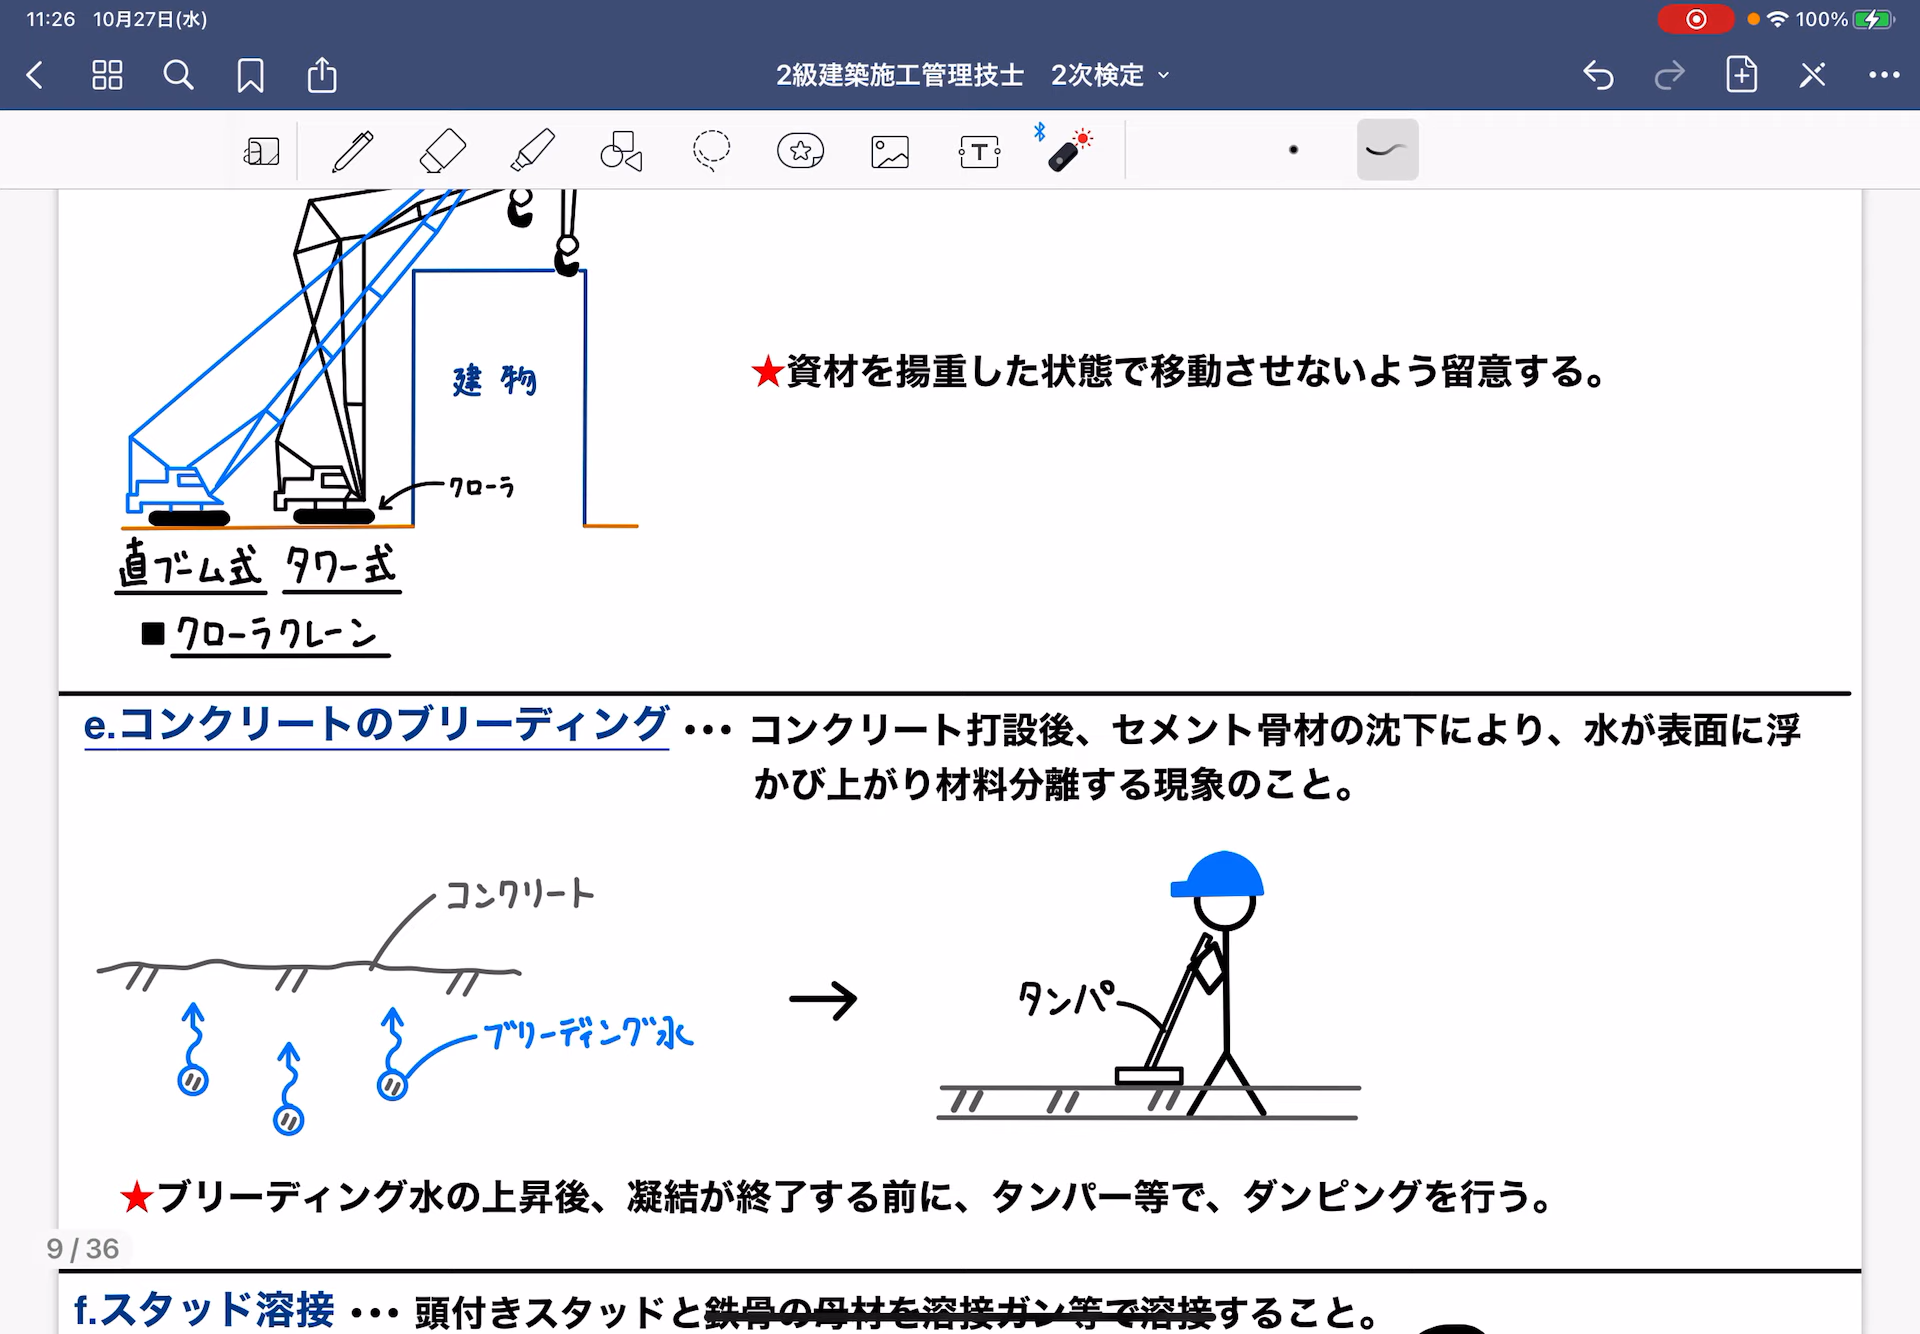 11:26 10月27日(水)
100%
2級建築施工管理技士 2次検定
T
建物
★資材を揚重した状態で移動させないよう留意する。
クローラ
直ブーム式 タワー式
■クローラクレーン
e.コンクリートのブリーディング ・・・ コンクリート打設後、セメント骨材の沈下により、水が表面に浮
かび上がり材料分離する現象のこと。
コンクリート
タンパ
ブリーディング水
★ブリーディング水の上昇後、凝結が終了する前に、タンパー等で、ダンピングを行う。
9 / 36
f.スタッド溶接 ・・・ 頭付きスタッドと鉄骨の母材を溶接ガン等で溶接すること。